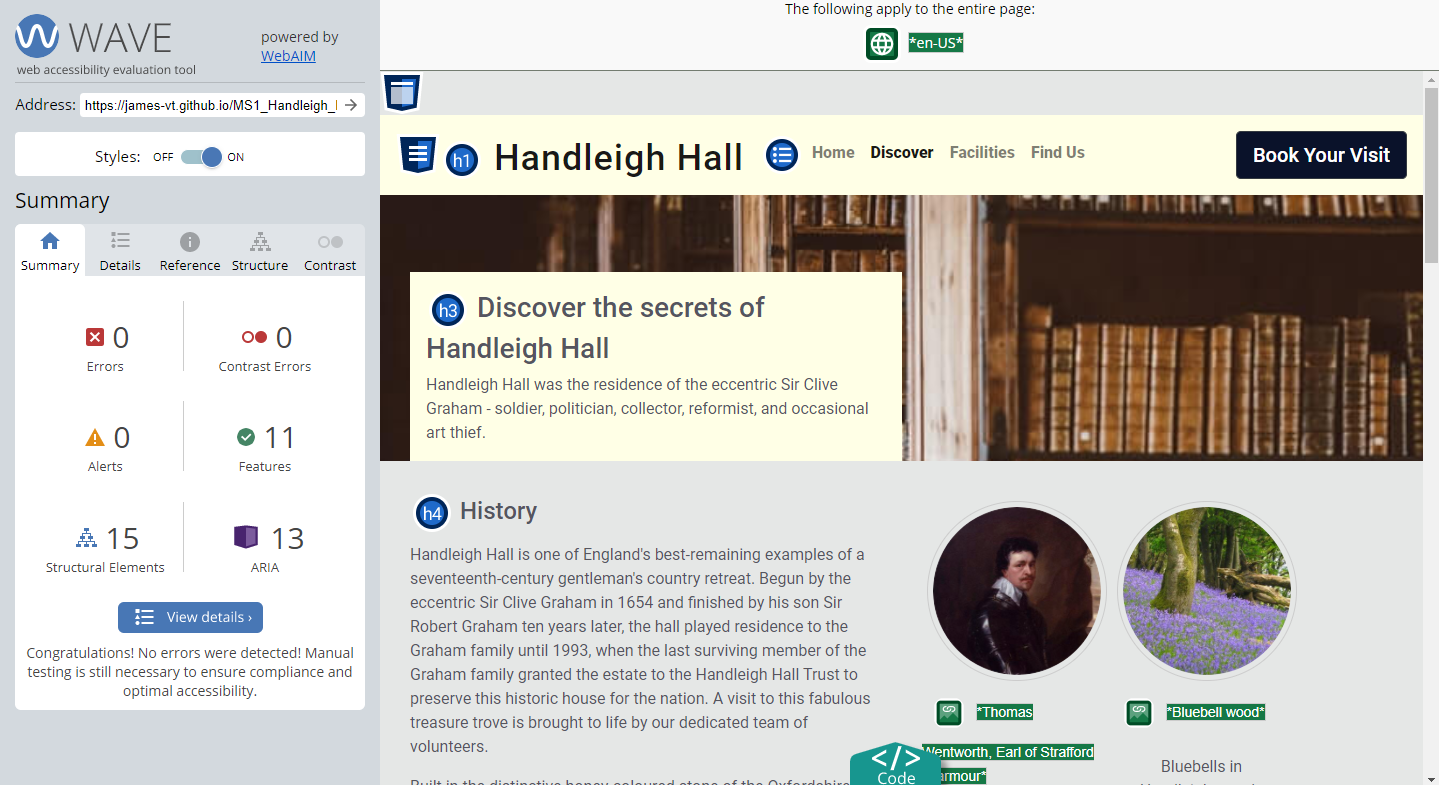 WAVE
web accessibility evaluation tool
powered by
WebAIM
Address: https://james-vt.github.io/MS1_Handleigh_
Styles: OFF ON
Summary
Summary Details Reference Structure Contrast
0
Errors
0
Contrast Errors
0
Alerts
11
Features
15
Structural Elements
13
ARIA
View details ›
Congratulations! No errors were detected! Manual
testing is still necessary to ensure compliance and
optimal accessibility.
The following apply to the entire page:
*en-US*
h1 Handleigh Hall
Home Discover Facilities Find Us
Book Your Visit
h3 Discover the secrets of
Handleigh Hall
Handleigh Hall was the residence of the eccentric Sir Clive
Graham - soldier, politician, collector, reformist, and occasional
art thief.
h4 History
Handleigh Hall is one of England's best-remaining examples of a
seventeenth-century gentleman's country retreat. Begun by the
eccentric Sir Clive Graham in 1654 and finished by his son Sir
Robert Graham ten years later, the hall played residence to the
Graham family until 1993, when the last surviving member of the
Graham family granted the estate to the Handleigh Hall Trust to
preserve this historic house for the nation. A visit to this fabulous
treasure trove is brought to life by our dedicated team of
volunteers.
Built in the distinctive honey-coloured stone of the Oxfordshire
*Thomas
Wentworth, Earl of Strafford
armour*
*Bluebell wood*
Bluebells in
</Code>
Code